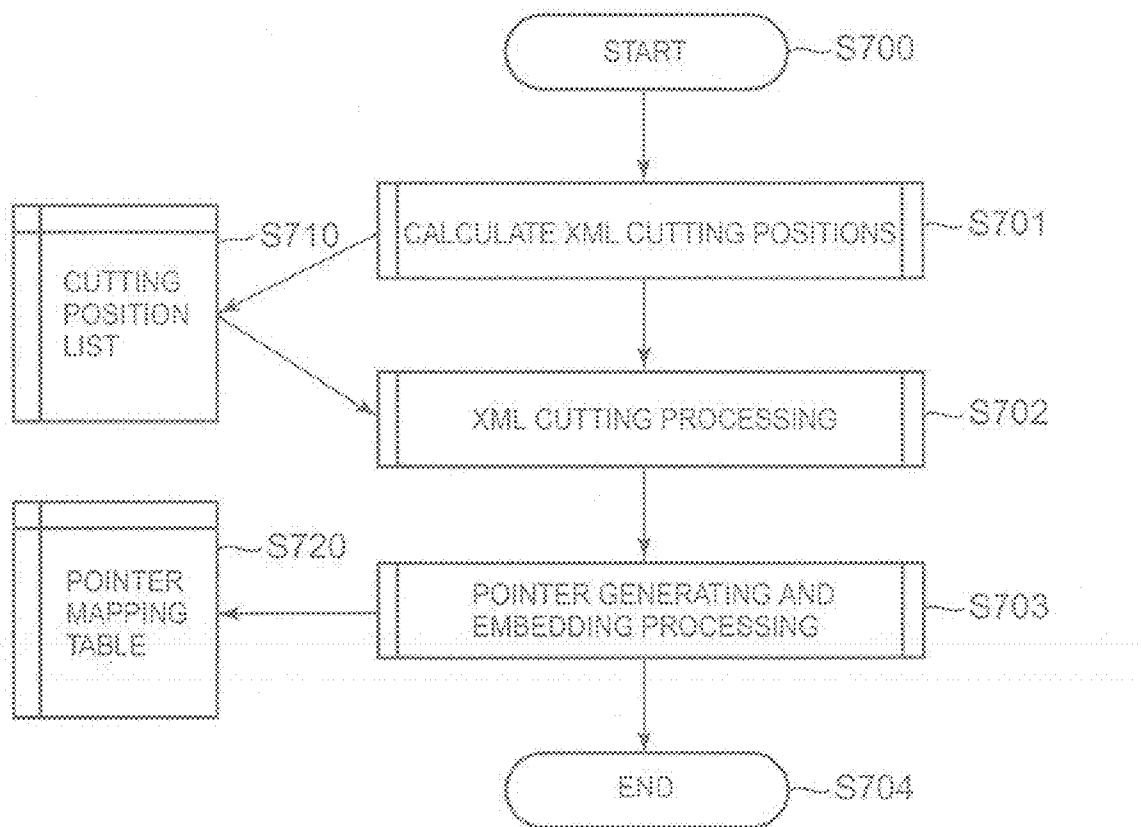 START
S700
CALCULATE XML CUTTING POSITIONS
S701
S710
CUTTING
POSITION
LIST
XML CUTTING PROCESSING
S702
S720
POINTER
MAPPING
TABLE
POINTER GENERATING AND
EMBEDDING PROCESSING
S703
END
S704